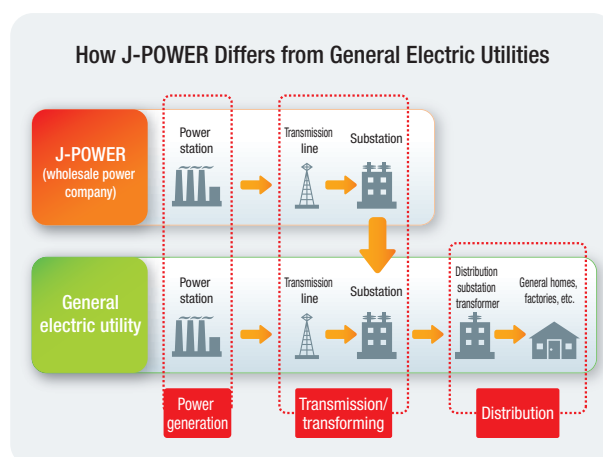 How J-POWER Differs from General Electric Utilities
J-POWER
(wholesale power
company)
Power
station
Transmission
line
Substation
General
electric utility
Power
station
Transmission
line
Substation
Distribution
substation
transformer
General homes,
factories, etc.
Power
generation
Transmission/
transforming
Distribution